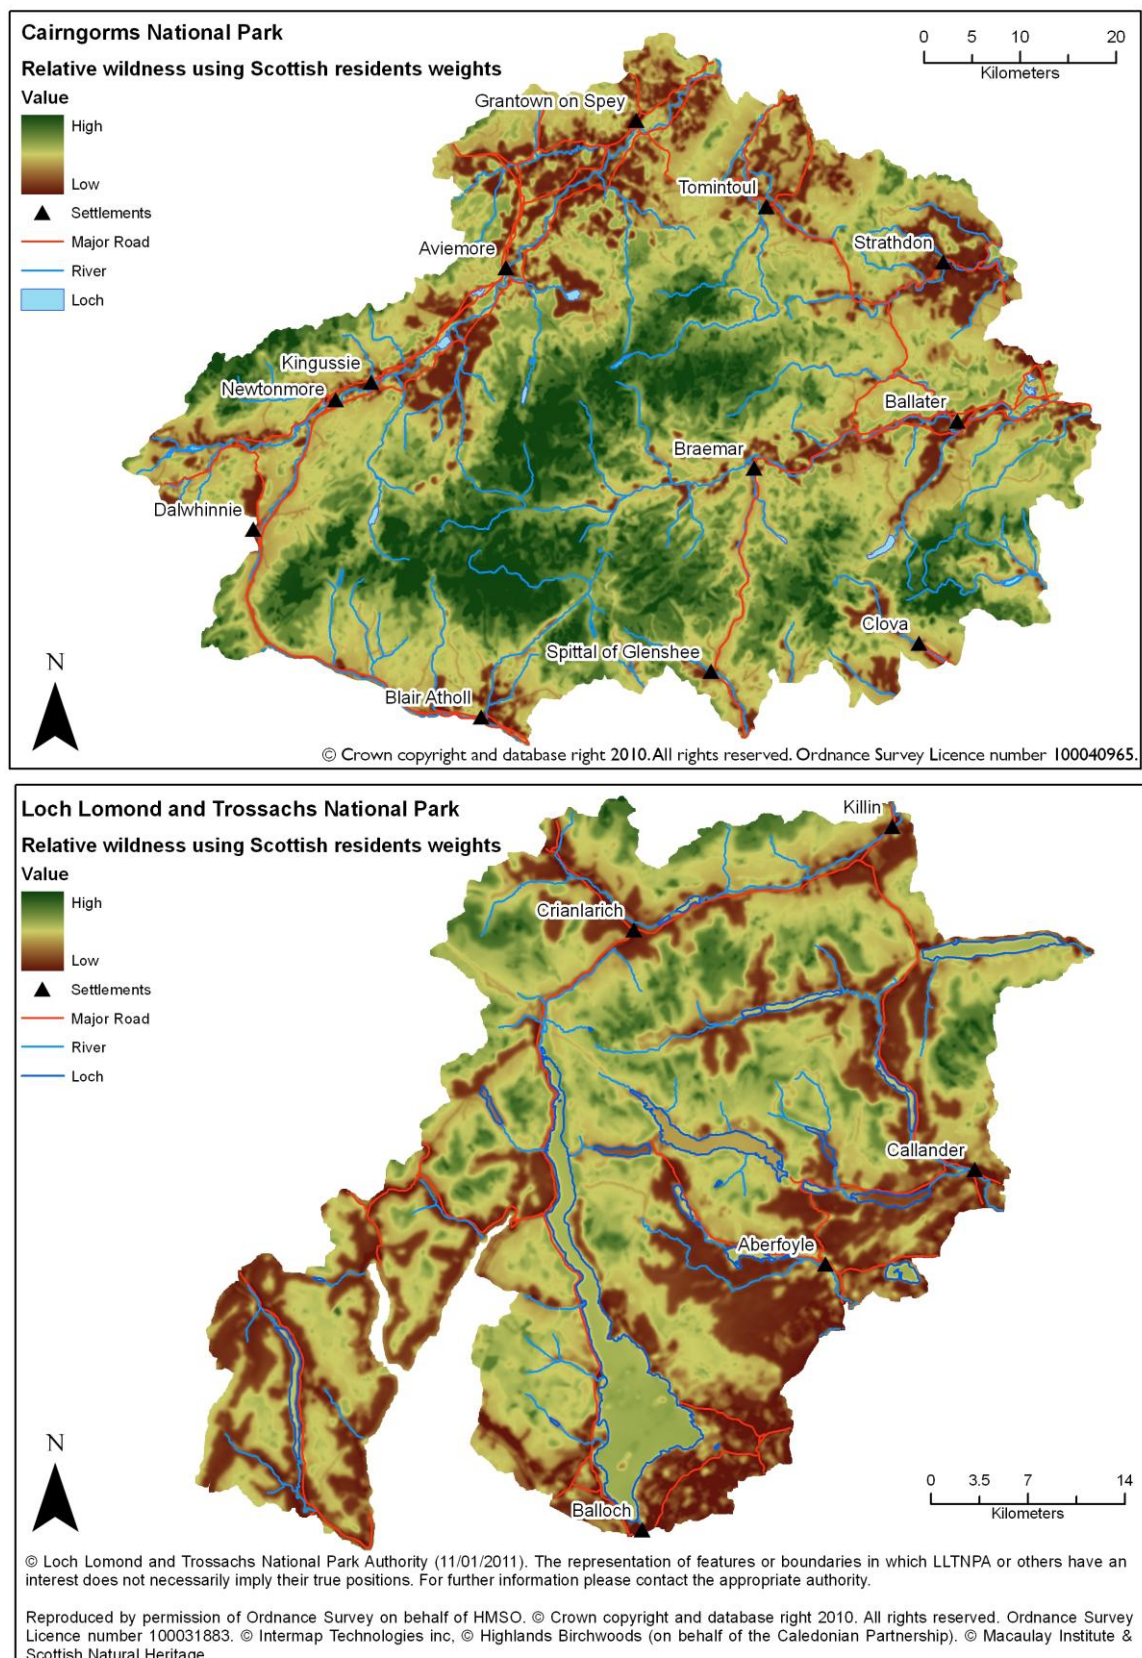 Cairngorms National Park
Relative wildness using Scottish residents weights
Value
High
Low
Settlements
Major Road
River
Loch
0 5 10 20
Kilometers
Grantown on Spey
Tomintoul
Strathdon
Aviemore
Kingussie
Newtonmore
Ballater
Braemar
Dalwhinnie
Clova
Spittal of Glenshee
Blair Atholl
N
© Crown copyright and database right 2010. All rights reserved. Ordnance Survey Licence number 100040965.
Loch Lomond and Trossachs National Park
Relative wildness using Scottish residents weights
Value
High
Low
Settlements
Major Road
River
Loch
Killin
Crianlarich
Callander
Aberfoyle
Balloch
N
0 3.5 7 14
Kilometers
© Loch Lomond and Trossachs National Park Authority (11/01/2011). The representation of features or boundaries in which LLTNPA or others have an
interest does not necessarily imply their true positions. For further information please contact the appropriate authority.
Reproduced by permission of Ordnance Survey on behalf of HMSO. © Crown copyright and database right 2010. All rights reserved. Ordnance Survey
Licence number 100031883. © Intermap Technologies inc, © Highlands Birchwoods (on behalf of the Caledonian Partnership). © Macaulay Institute &
Scottish Natural Heritage